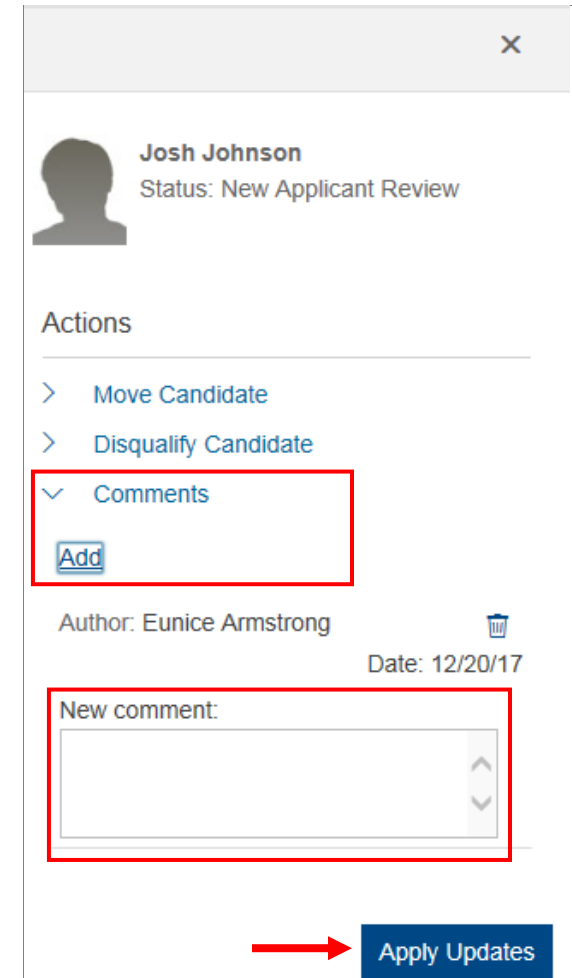 Josh Johnson
Status: New Applicant Review
Actions
Move Candidate
Disqualify Candidate
Comments
Add
Author: Eunice Armstrong
Date: 12/20/17
New comment:
Apply Updates